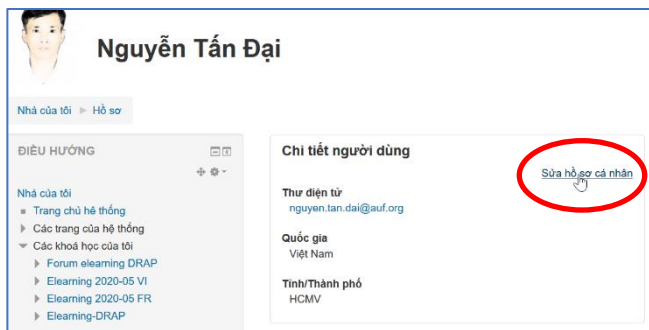 Nguyễn Tấn Đại
Nhà của tôi Hồ sơ
ĐIỀU HƯỚNG
Nhà của tôi
Trang chủ hệ thống
Các trang của hệ thống
Các khoá học của tôi
Forum elearning DRAP
Elearning 2020-05 VI
Elearning 2020-05 FR
Elearning-DRAP
Chi tiết người dùng
Sửa hồ sơ cá nhân
Thư điện tử
nguyen.tan.dai@auf.org
Quốc gia
Việt Nam
Tỉnh/Thành phố
HCMV